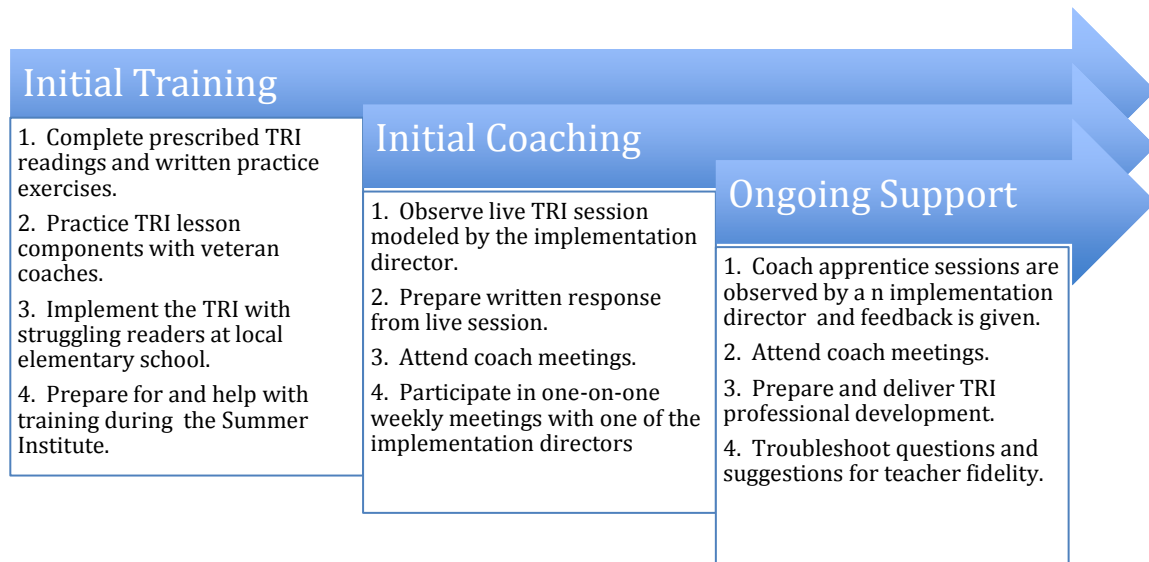 Initial Training
1. Complete prescribed TRI
readings and written practice
exercises.
2. Practice TRI lesson
components with veteran
coaches.
3. Implement the TRI with
struggling readers at local
elementary school.
4. Prepare for and help with
training during the Summer
Institute.
Initial Coaching
1. Observe live TRI session
modeled by the implementation
director.
2. Prepare written response
from live session.
3. Attend coach meetings.
4. Participate in one-on-one
weekly meetings with one of the
implementation directors
Ongoing Support
1. Coach apprentice sessions are
observed by a n implementation
director and feedback is given.
2. Attend coach meetings.
3. Prepare and deliver TRI
professional development.
4. Troubleshoot questions and
suggestions for teacher fidelity.